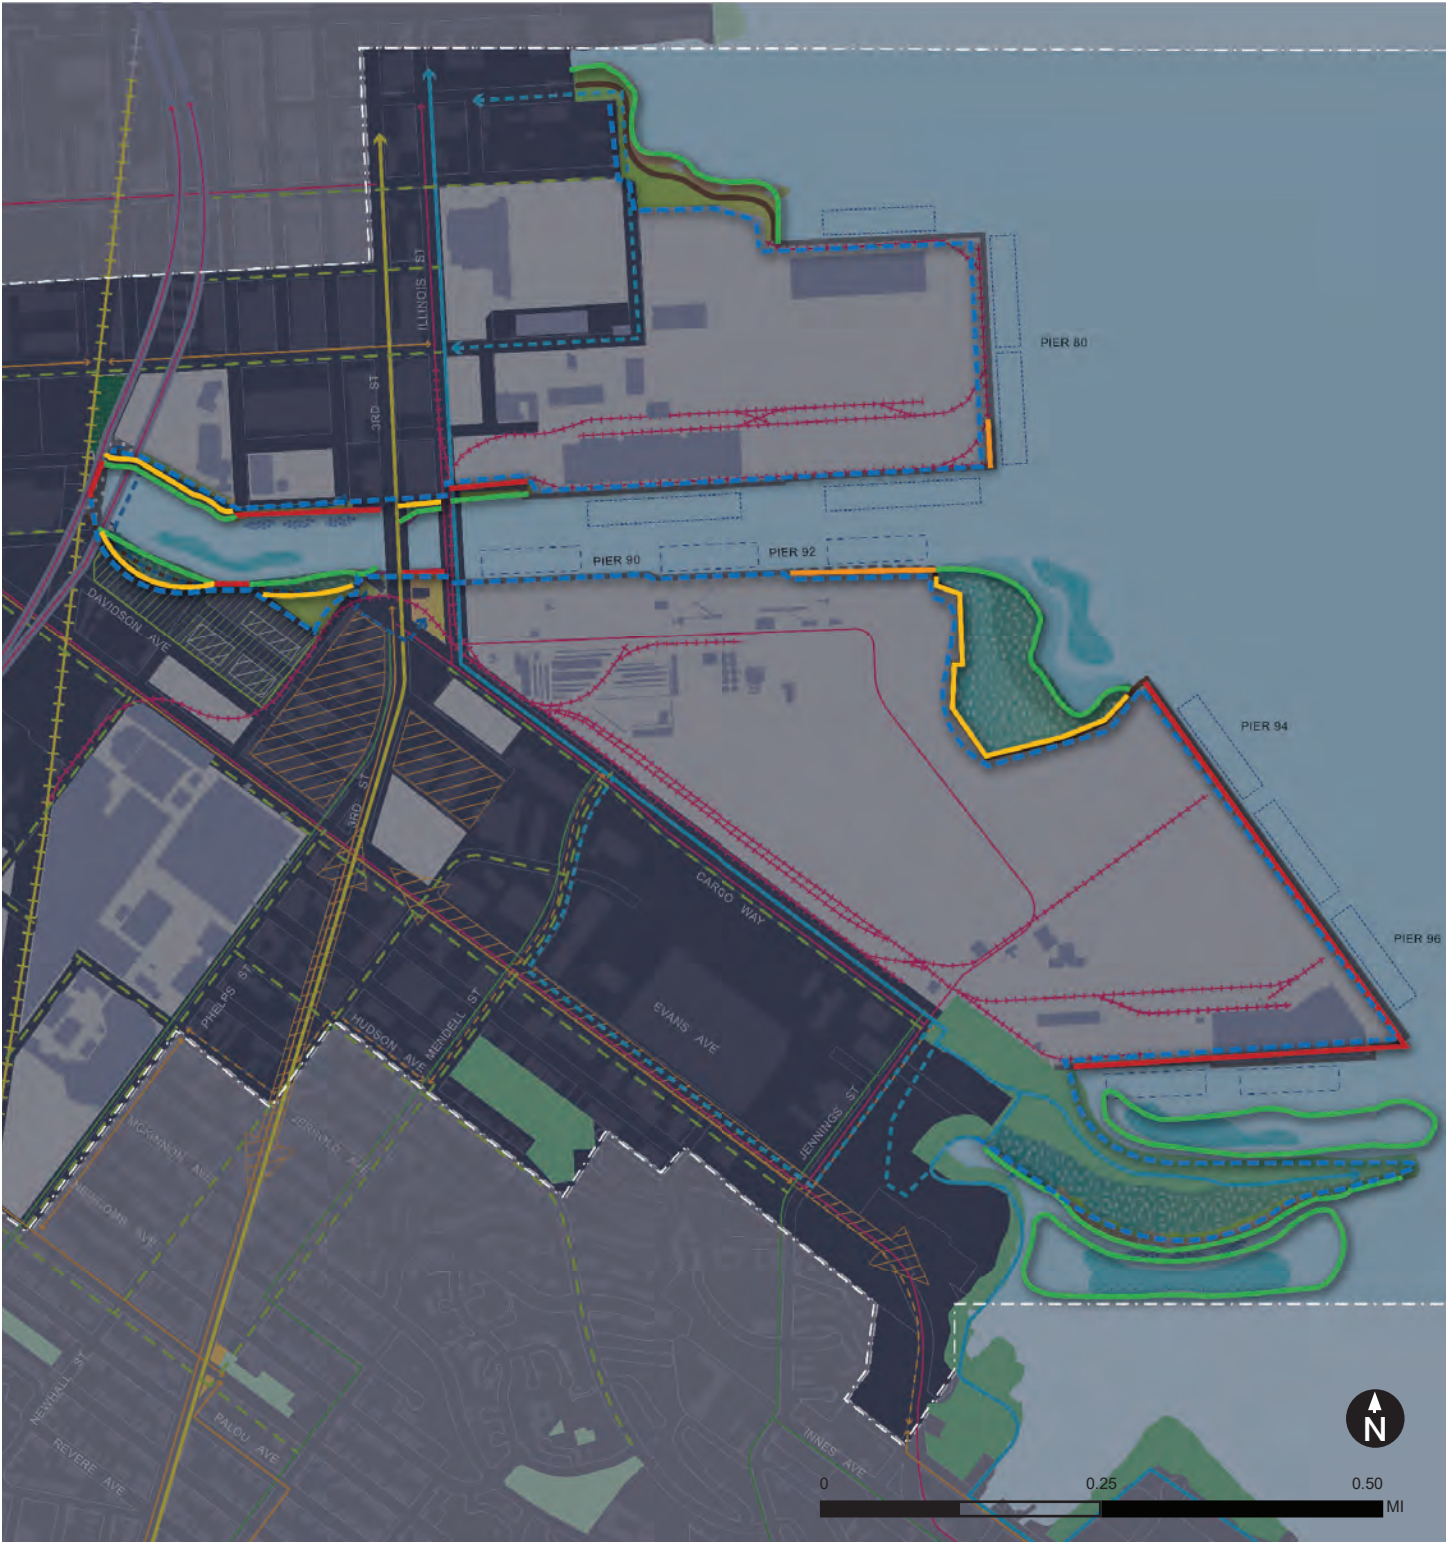 ILLINOIS ST
PIER 80
3RD ST
PIER 90
PIER 92
DAVIDSON AVE
PIER 94
3RD ST
CARGO WAY
PIER 96
PHELPS ST
MENDELL ST
EVANS AVE
HUDSON AVE
JENNINGS ST
MCKINNON AVE
JERROLD AVE
NEWCOMB AVE
NEWHALL ST
PALOU AVE
INNES AVE
REVERE AVE
N
0 0.25 0.50
MI